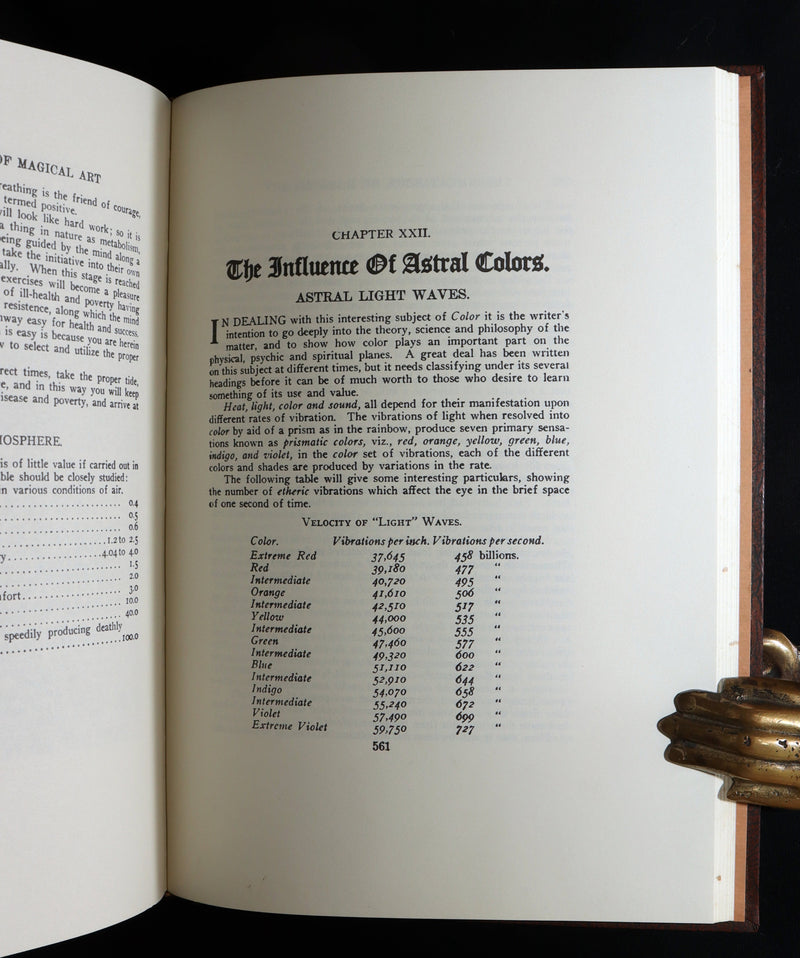 OF MAGICAL ART
reathing is the friend of courage,
termed positive.
will look like hard work; so it is
a thing in nature as metabolism,
being guided by the mind along a
take the initiative into their own
ally. When this stage is reached
exercises will become a pleasure
of ill-health and poverty having
resistence, along which the mind
way easy for health and success.
is easy is because you are herein
to select and utilize the proper
rect times, take the proper tide,
e, and in this way you will keep
isease and poverty, and arrive at
OSPHERE.
is of little value if carried out in
ble should be closely studied:
n various conditions of air.
0.4
0.5
0.6
1.2 to 2.5
y 4.04 to 4.0
1.5
2.0
nfort 3.0
10.0
40.0
speedily producing deathly
100.0
CHAPTER XXII.
The Influence Of Astral Colors.
ASTRAL LIGHT WAVES.
IN DEALING with this interesting subject of Color it is the writer's
intention to go deeply into the theory, science and philosophy of the
matter, and to show how color plays an important part on the
physical, psychic and spiritual planes. A great deal has been written
on this subject at different times, but it needs classifying under its several
headings before it can be of much worth to those who desire to learn
something of its use and value.
Heat, light, color and sound, all depend for their manifestation upon
different rates of vibration. The vibrations of light when resolved into
color by aid of a prism as in the rainbow, produce seven primary sensa-
tions known as prismatic colors, viz., red, orange, yellow, green, blue,
indigo, and violet, in the color set of vibrations, each of the different
colors and shades are produced by variations in the rate.
The following table will give some interesting particulars, showing
the number of etheric vibrations which affect the eye in the brief space
of one second of time.
VELOCITY OF "LIGHT" WAVES.
Color. Vibrations per inch. Vibrations per second.
Extreme Red 37,645 458 billions.
Red 39,180 477 "
Intermediate 40,720 495 "
Orange 41,610 506 "
Intermediate 42,510 517 "
Yellow 44,000 535 "
Intermediate 45,600 555 "
Green 47,460 577 "
Intermediate 49,320 600 "
Blue 51,110 622 "
Intermediate 52,910 644 "
Indigo 54,070 658 "
Intermediate 55,240 672 "
Violet 57,490 699 "
Extreme Violet 59,750 727 "
561